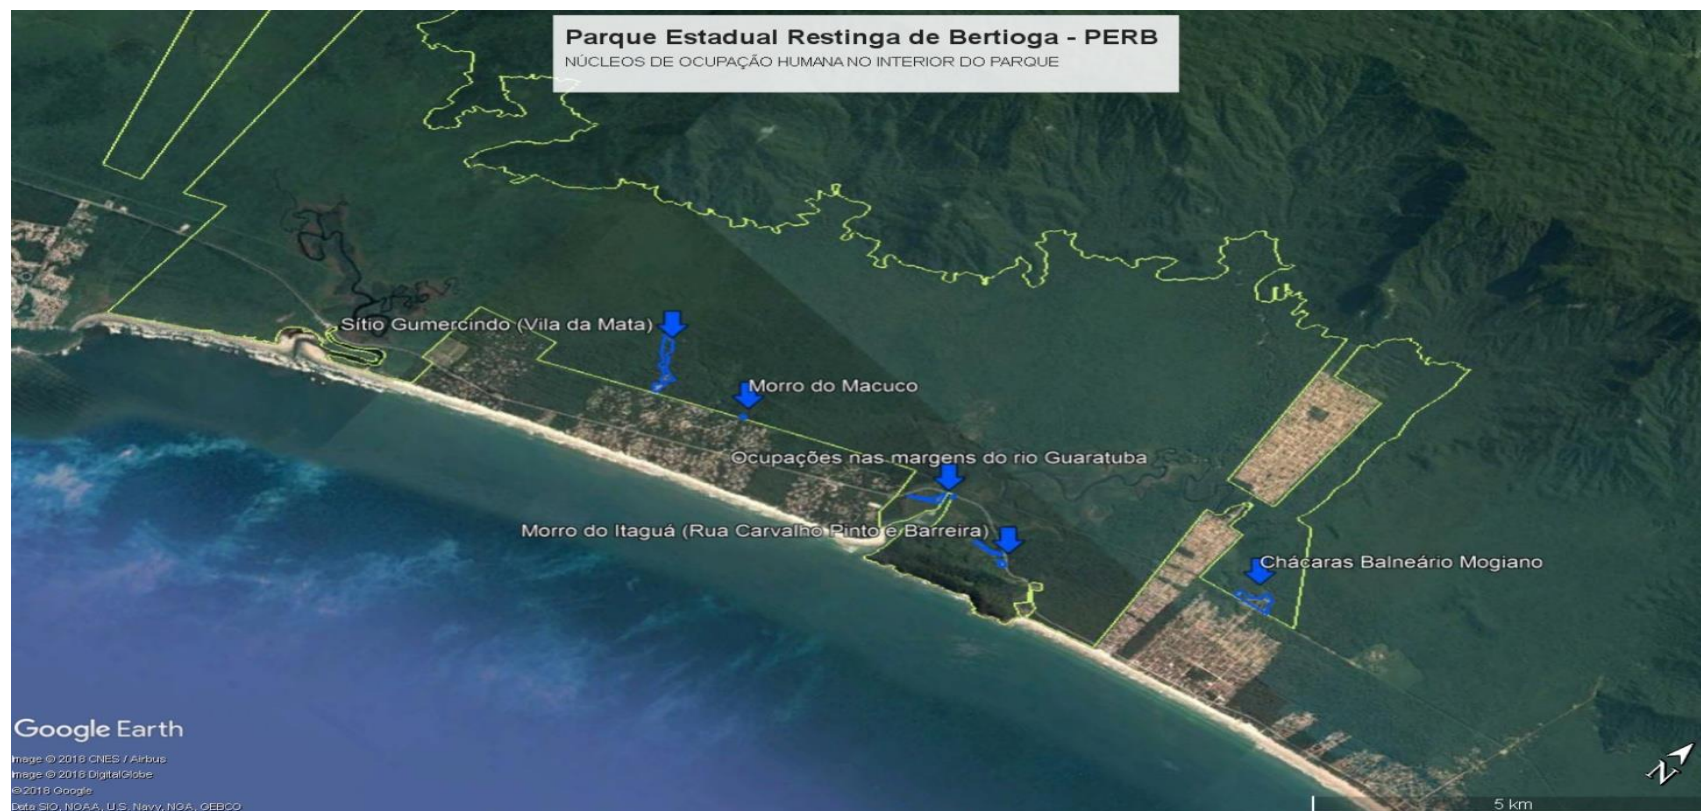 Parque Estadual Restinga de Bertioga - PERB
NÚCLEOS DE OCUPAÇÃO HUMANA NO INTERIOR DO PARQUE
Sítio Gumercindo (Vila da Mata)
Morro do Macuco
Ocupações nas margens do rio Guaratuba
Morro do Itaguá (Rua Carvalho Pinto e Barreira)
Chácaras Balneário Mogiano
Google Earth
Image © 2018 CNES / Airbus
Image © 2018 DigitalGlobe
© 2018 Google
Data SIO, NOAA, U.S. Navy, NGA, GEBCO
N
5 km